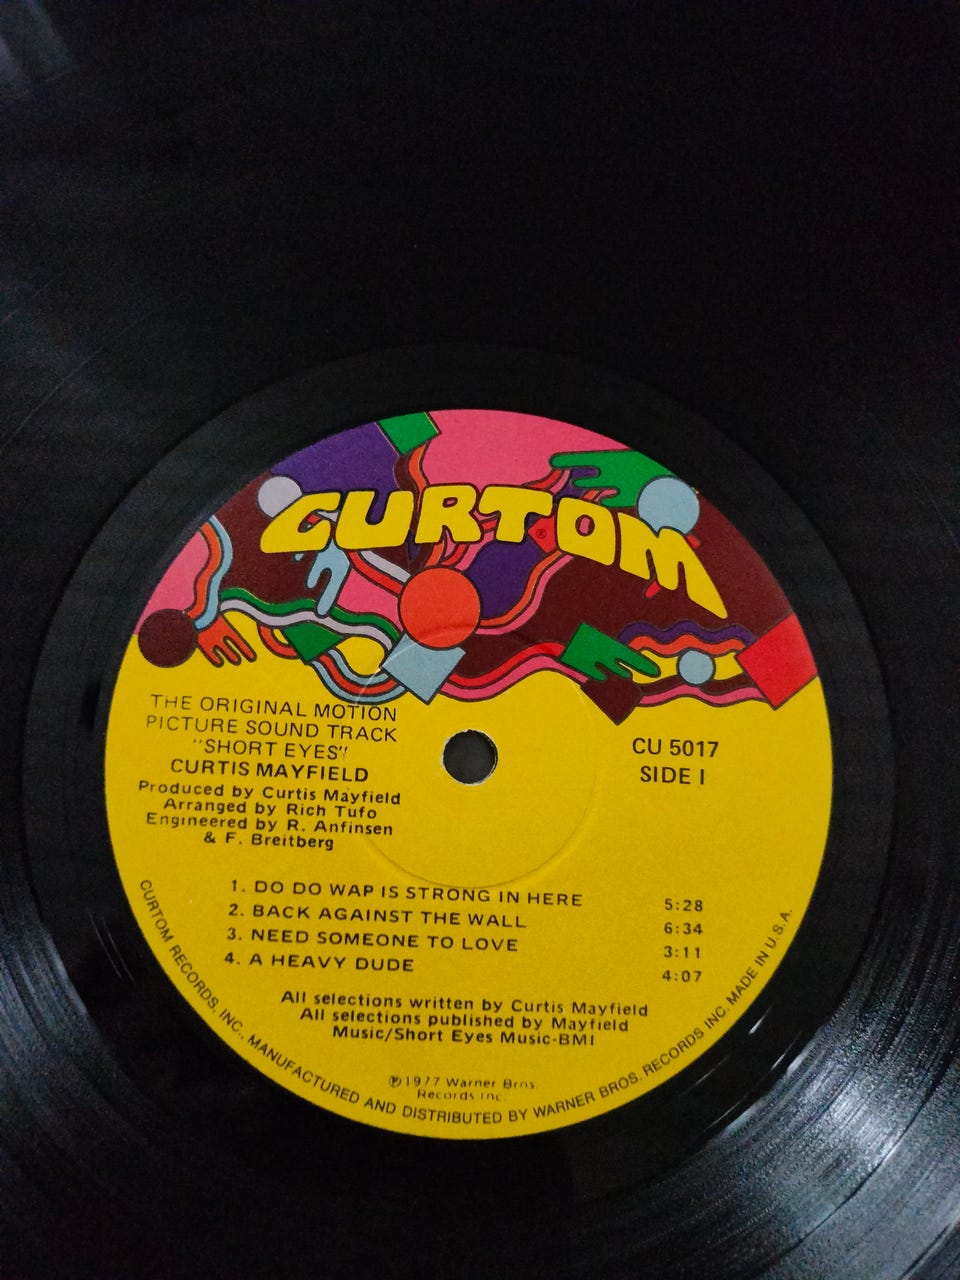 CURTOM
®
THE ORIGINAL MOTION
PICTURE SOUND TRACK
"SHORT EYES"
CURTIS MAYFIELD
Produced by Curtis Mayfield
Arranged by Rich Tufo
Engineered by R. Anfinsen
& F. Breitberg
CU 5017
SIDE I
1. DO DO WAP IS STRONG IN HERE 5:28
2. BACK AGAINST THE WALL 6:34
3. NEED SOMEONE TO LOVE 3:11
4. A HEAVY DUDE 4:07
All selections written by Curtis Mayfield
All selections published by Mayfield
Music/Short Eyes Music-BMI
℗1977 Warner Bros.
Records Inc.
CURTOM RECORDS, INC., MANUFACTURED AND DISTRIBUTED BY WARNER BROS. RECORDS INC. MADE IN U.S.A.